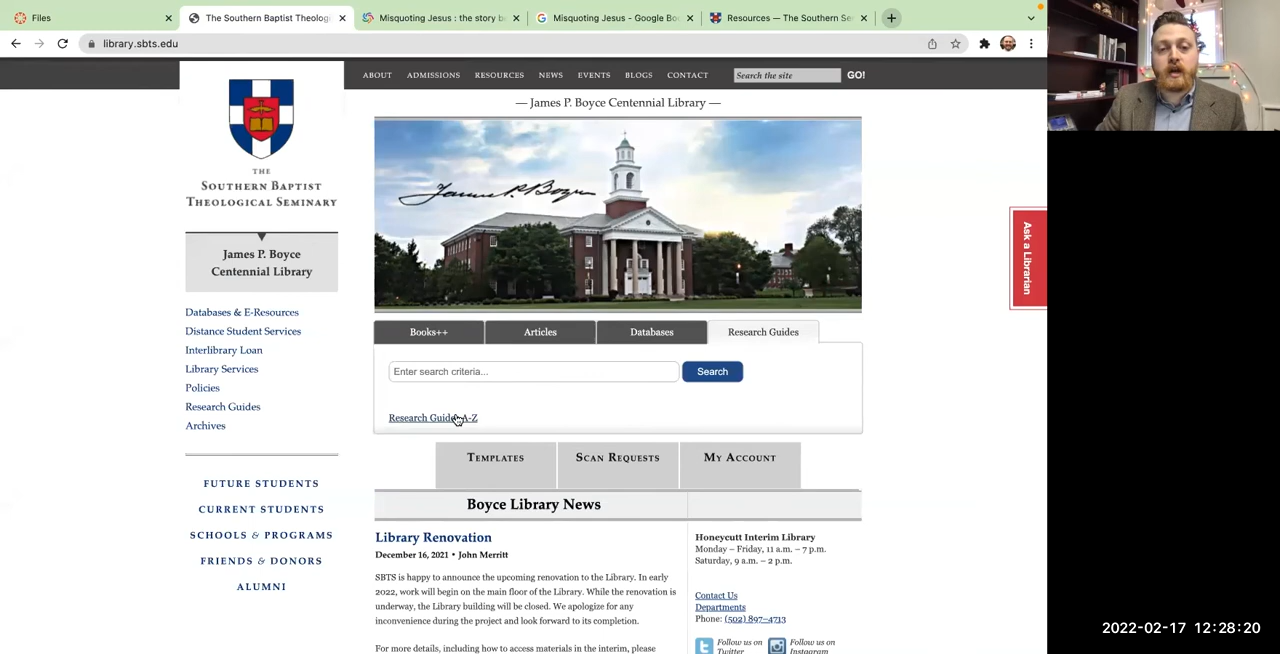 Files
The Southern Baptist Theolog
Misquoting Jesus : the story b
Misquoting Jesus - Google Bo
Resources — The Southern Se
library.sbts.edu
ABOUT ADMISSIONS RESOURCES NEWS EVENTS BLOGS CONTACT Search the site GO!
— James P. Boyce Centennial Library —
James P. Boyce
THE
SOUTHERN BAPTIST
THEOLOGICAL SEMINARY
James P. Boyce
Centennial Library
Databases & E-Resources
Distance Student Services
Interlibrary Loan
Library Services
Policies
Research Guides
Archives
FUTURE STUDENTS
CURRENT STUDENTS
SCHOOLS & PROGRAMS
FRIENDS & DONORS
ALUMNI
Books++ Articles Databases Research Guides
Enter search criteria... Search
Research Guides A-Z
TEMPLATES SCAN REQUESTS MY ACCOUNT
Boyce Library News
Library Renovation
December 16, 2021 • John Merritt
SBTS is happy to announce the upcoming renovation to the Library. In early
2022, work will begin on the main floor of the Library. While the renovation is
underway, the Library building will be closed. We apologize for any
inconvenience during the project and look forward to its completion.
For more details, including how to access materials in the interim, please
Honeycutt Interim Library
Monday – Friday, 11 a.m. – 7 p.m.
Saturday, 9 a.m. – 2 p.m.
Contact Us
Departments
Phone: (502) 897-4713
Follow us on
Twitter
Follow us on
Instagram
Ask a Librarian
2022-02-17 12:28:20